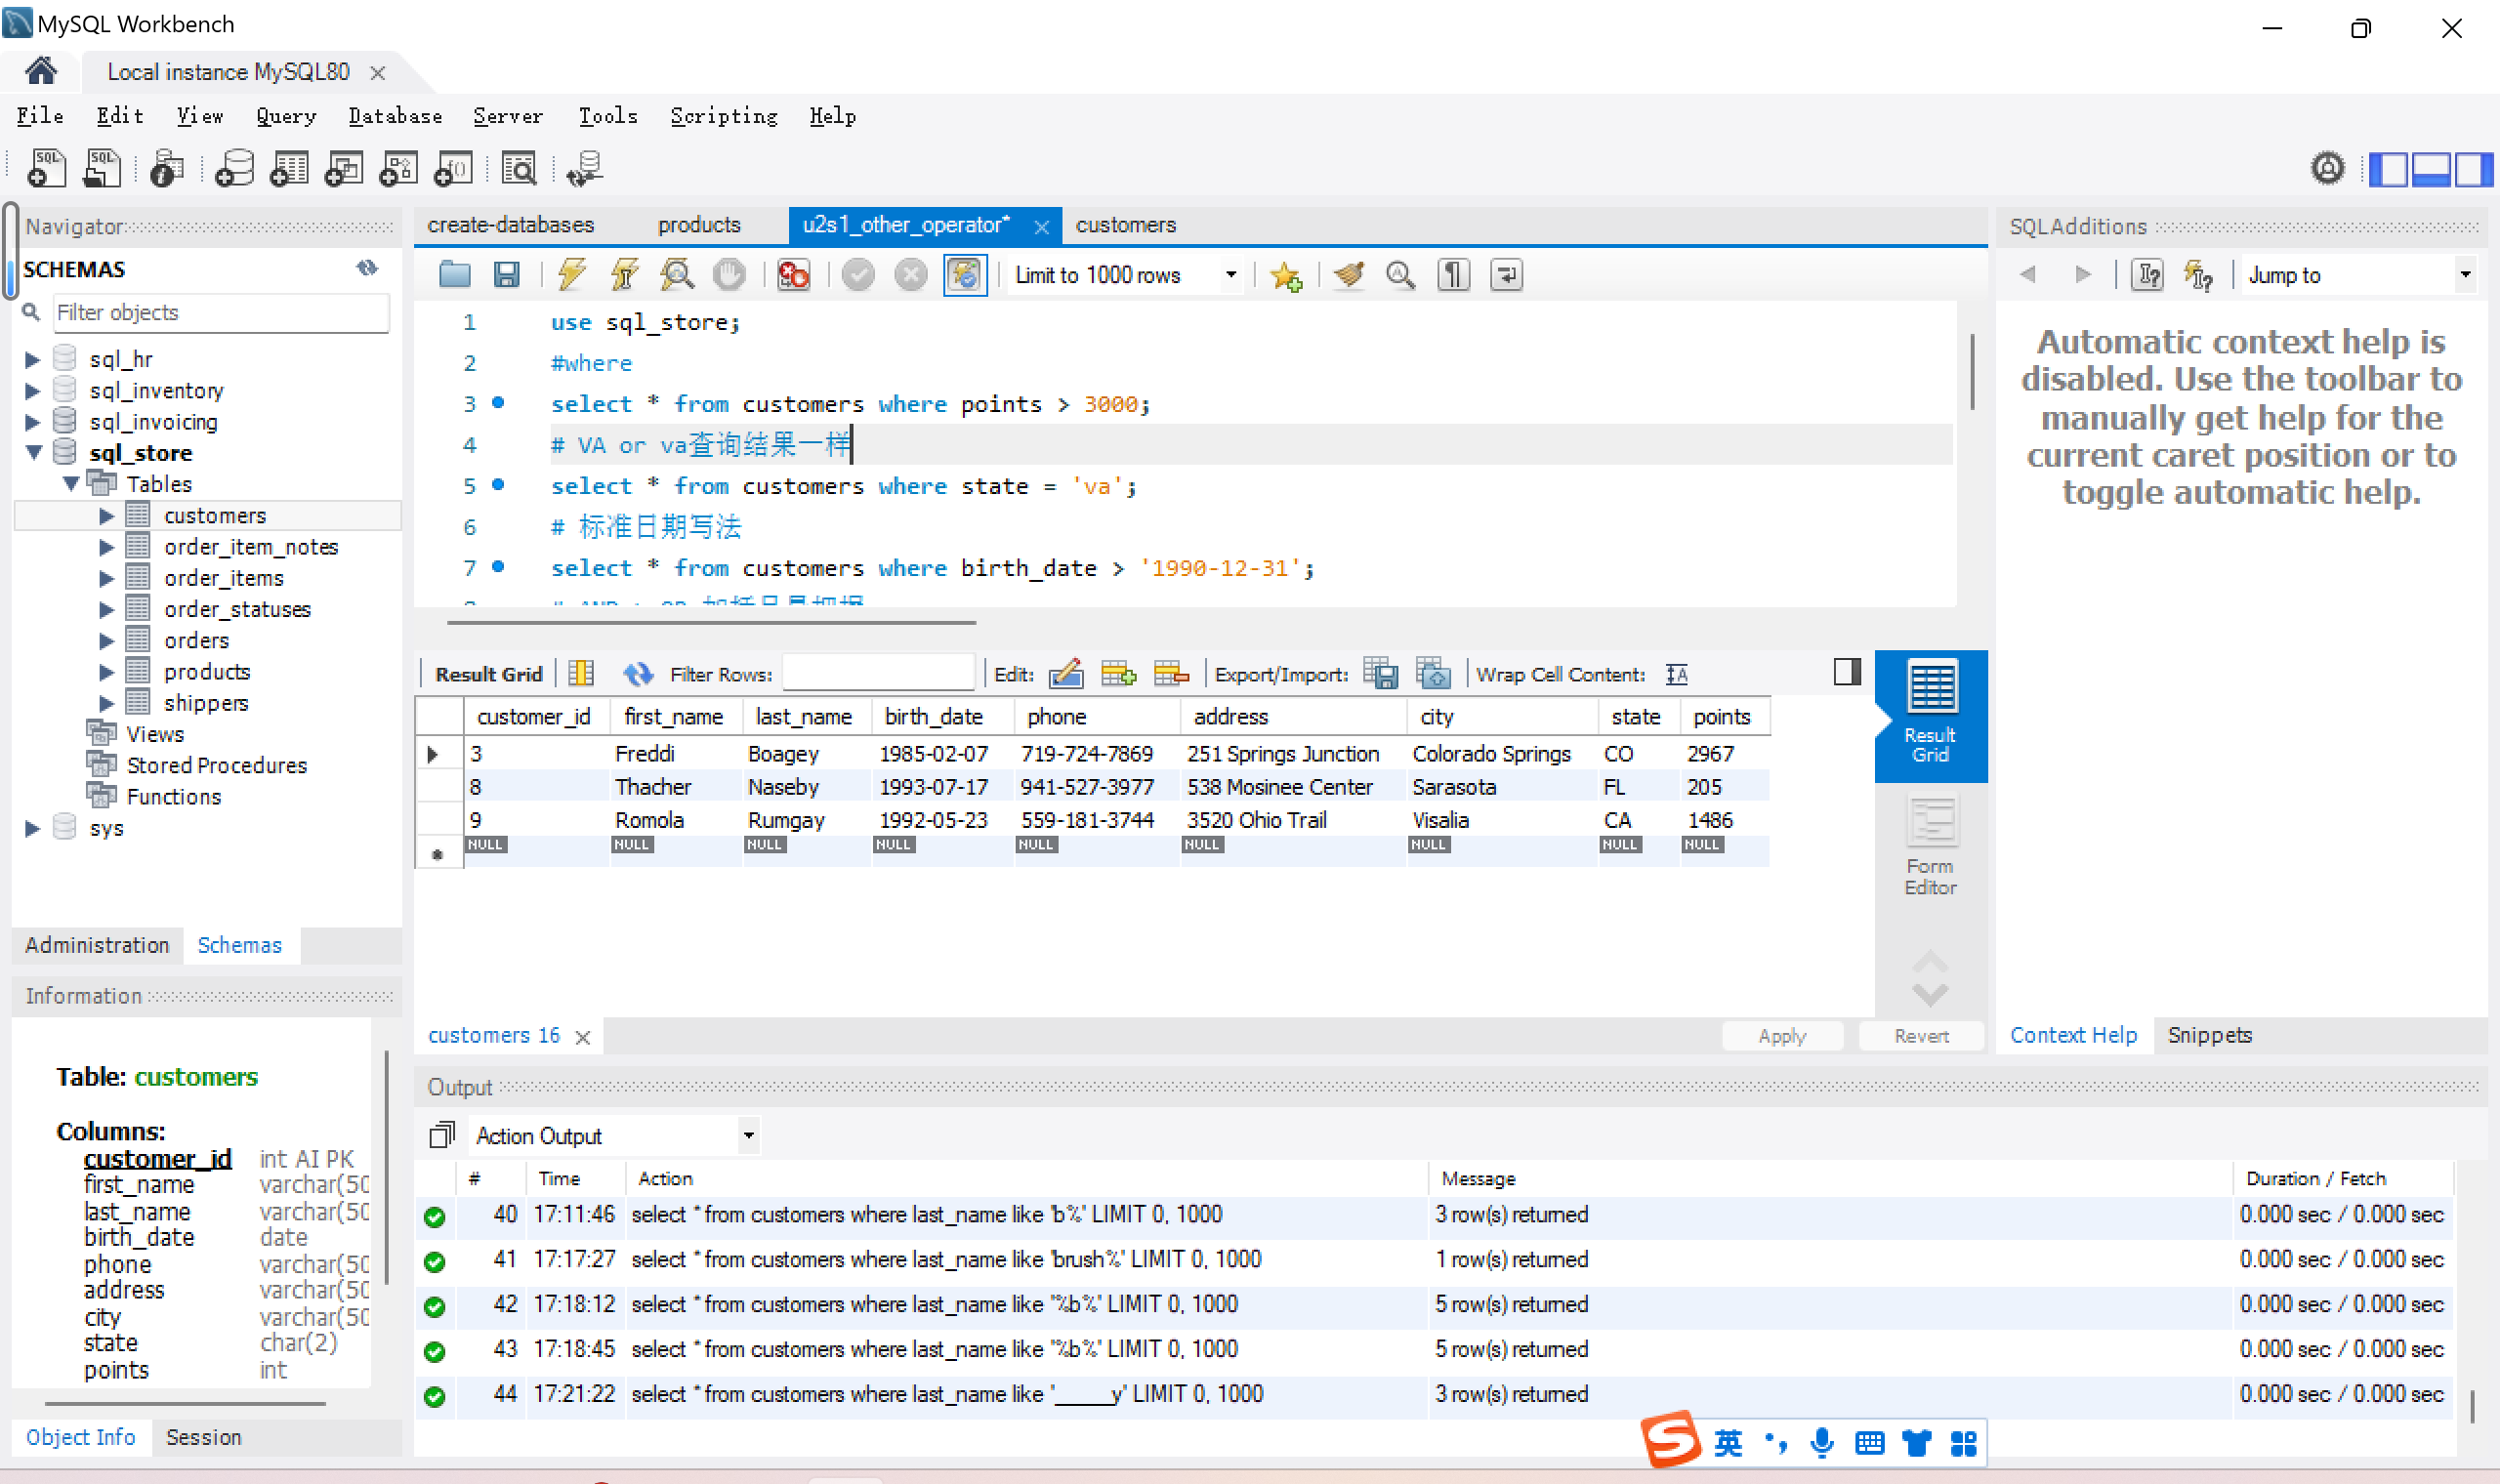 MySQL Workbench
Local instance MySQL80
File Edit View Query Database Server Tools Scripting Help
Navigator
SCHEMAS
Filter objects
sql_hr
sql_inventory
sql_invoicing
sql_store
Tables
customers
order_item_notes
order_items
order_statuses
orders
products
shippers
Views
Stored Procedures
Functions
sys
Administration Schemas
Information
Table: customers
Columns:
customer_id int AI PK
first_name varchar(50
last_name varchar(50
birth_date date
phone varchar(50
address varchar(50
city varchar(50
state char(2)
points int
Object Info Session
create-databases products u2s1_other_operator* customers
Limit to 1000 rows
1 use sql_store;
2 #where
3 select * from customers where points > 3000;
4 # VA or va查询结果一样
5 select * from customers where state = 'va';
6 # 标准日期写法
7 select * from customers where birth_date > '1990-12-31';
Result Grid Filter Rows: Edit: Export/Import: Wrap Cell Content:
customer_id first_name last_name birth_date phone address city state points
3 Freddi Boagey 1985-02-07 719-724-7869 251 Springs Junction Colorado Springs CO 2967
8 Thacher Naseby 1993-07-17 941-527-3977 538 Mosinee Center Sarasota FL 205
9 Romola Rumgay 1992-05-23 559-181-3744 3520 Ohio Trail Visalia CA 1486
NULL NULL NULL NULL NULL NULL NULL NULL NULL
Result Grid
Form Editor
customers 16
Apply Revert
SQLAdditions
Jump to
Automatic context help is
disabled. Use the toolbar to
manually get help for the
current caret position or to
toggle automatic help.
Context Help Snippets
Output
Action Output
# Time Action Message Duration / Fetch
40 17:11:46 select * from customers where last_name like 'b%' LIMIT 0, 1000 3 row(s) returned 0.000 sec / 0.000 sec
41 17:17:27 select * from customers where last_name like 'brush%' LIMIT 0, 1000 1 row(s) returned 0.000 sec / 0.000 sec
42 17:18:12 select * from customers where last_name like '%b%' LIMIT 0, 1000 5 row(s) returned 0.000 sec / 0.000 sec
43 17:18:45 select * from customers where last_name like '%b%' LIMIT 0, 1000 5 row(s) returned 0.000 sec / 0.000 sec
44 17:21:22 select * from customers where last_name like '_____y' LIMIT 0, 1000 3 row(s) returned 0.000 sec / 0.000 sec
英